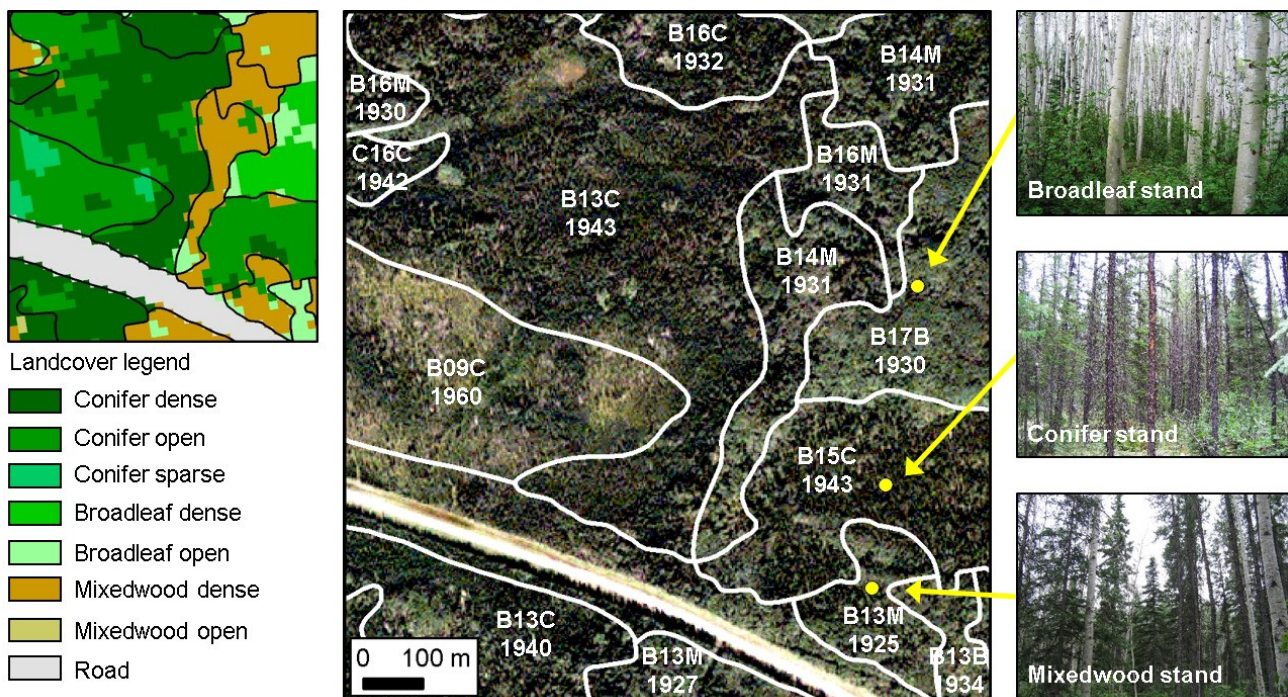 Landcover legend
Conifer dense
Conifer open
Conifer sparse
Broadleaf dense
Broadleaf open
Mixedwood dense
Mixedwood open
Road
B16C
1932
B14M
1931
B16M
1930
C16C
1942
B16M
1931
B13C
1943
B14M
1931
B17B
1930
B09C
1960
B15C
1943
B13C
1940
B13M
1927
B13M
1925
B13B
1934
0 100 m
Broadleaf stand
Conifer stand
Mixedwood stand